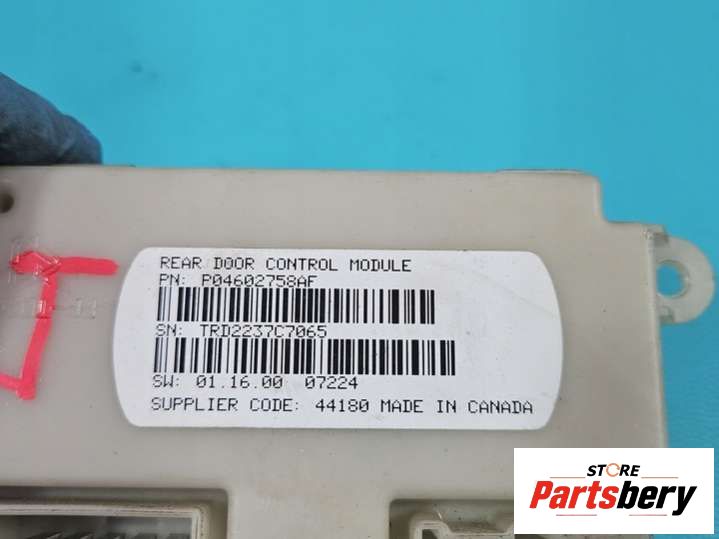 REAR DOOR CONTROL MODULE
PN: P04602758AF
SN: TRD2237C7065
SW: 01.16.00 07224
SUPPLIER CODE: 44180 MADE IN CANADA
STORE
Partsbery